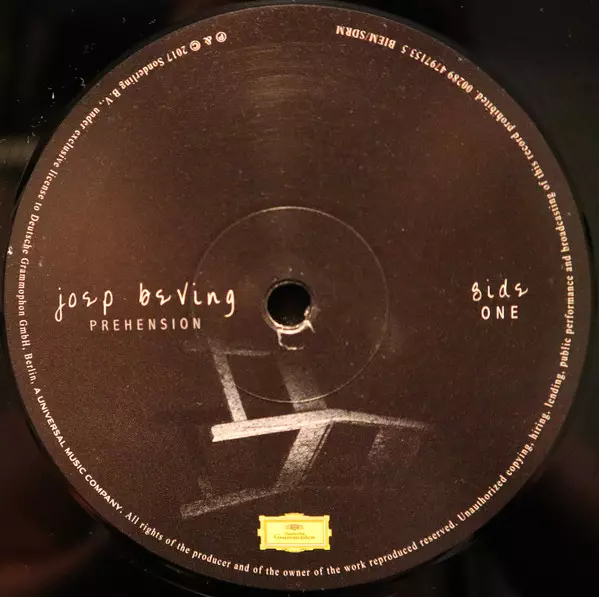 joep beving
PREHENSION
side
ONE
Deutsche
Grammophon
℗ & © 2017 Sonderling B.V., under exclusive license to Deutsche Grammophon GmbH, Berlin. A UNIVERSAL MUSIC COMPANY. All rights of the producer and of the owner of the work reproduced reserved. Unauthorized copying, hiring, lending, public performance and broadcasting of this record prohibited. 00289 4797153 5 BIEM/SDRM